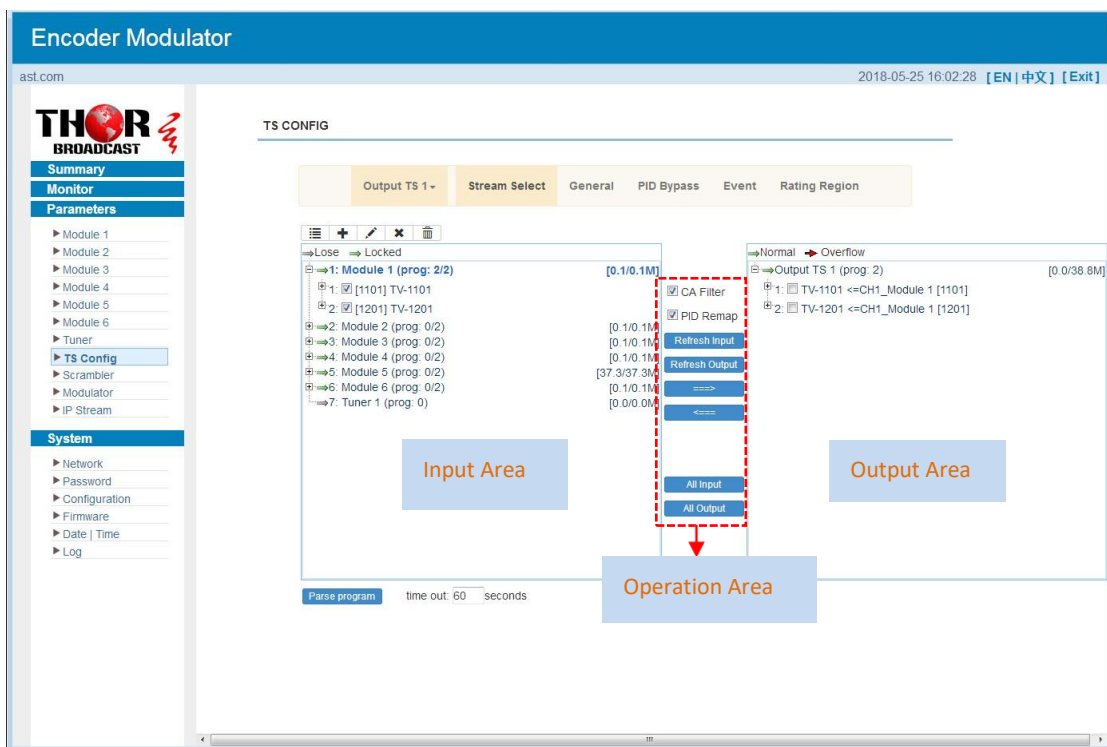 Encoder Modulator
ast.com
2018-05-25 16:02:28 [ EN | 中文 ] [ Exit ]
THOR
BROADCAST
Summary
Monitor
Parameters
Module 1
Module 2
Module 3
Module 4
Module 5
Module 6
Tuner
TS Config
Scrambler
Modulator
IP Stream
System
Network
Password
Configuration
Firmware
Date | Time
Log
TS CONFIG
Output TS 1 Stream Select General PID Bypass Event Rating Region
Lose Locked
1: Module 1 (prog: 2/2) [0.1/0.1M]
1: [1101] TV-1101
2: [1201] TV-1201
2: Module 2 (prog: 0/2) [0.1/0.1M]
3: Module 3 (prog: 0/2) [0.1/0.1M]
4: Module 4 (prog: 0/2) [0.1/0.1M]
5: Module 5 (prog: 0/2) [37.3/37.3M]
6: Module 6 (prog: 0/2) [0.1/0.1M]
7: Tuner 1 (prog: 0) [0.0/0.0M]
Input Area
CA Filter
PID Remap
Refresh Input
Refresh Output
===>
<===
All Input
All Output
Operation Area
Normal Overflow
Output TS 1 (prog: 2) [0.0/38.8M]
1: TV-1101 <=CH1_Module 1 [1101]
2: TV-1201 <=CH1_Module 1 [1201]
Output Area
Parse program time out: 60 seconds